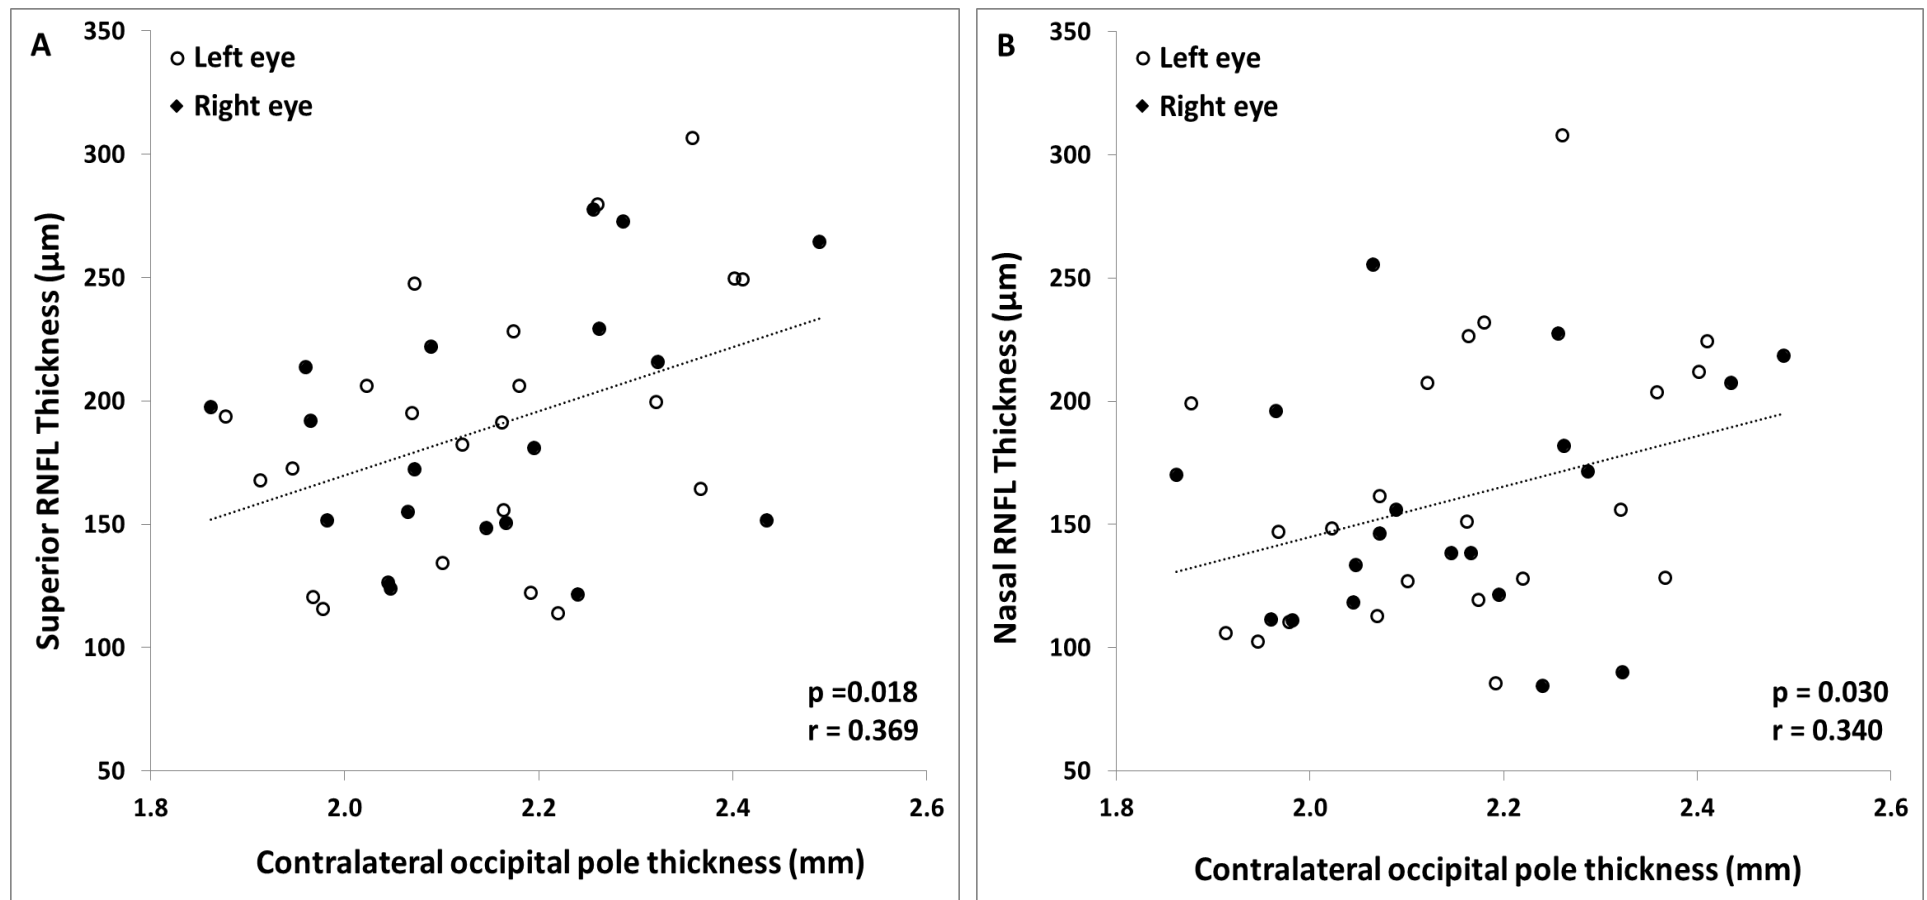 A
Left eye
Right eye
350
300
250
200
150
100
50
Superior RNFL Thickness (µm)
p =0.018
r = 0.369
1.8 2.0 2.2 2.4 2.6
Contralateral occipital pole thickness (mm)
B
Left eye
Right eye
350
300
250
200
150
100
50
Nasal RNFL Thickness (µm)
p = 0.030
r = 0.340
1.8 2.0 2.2 2.4 2.6
Contralateral occipital pole thickness (mm)